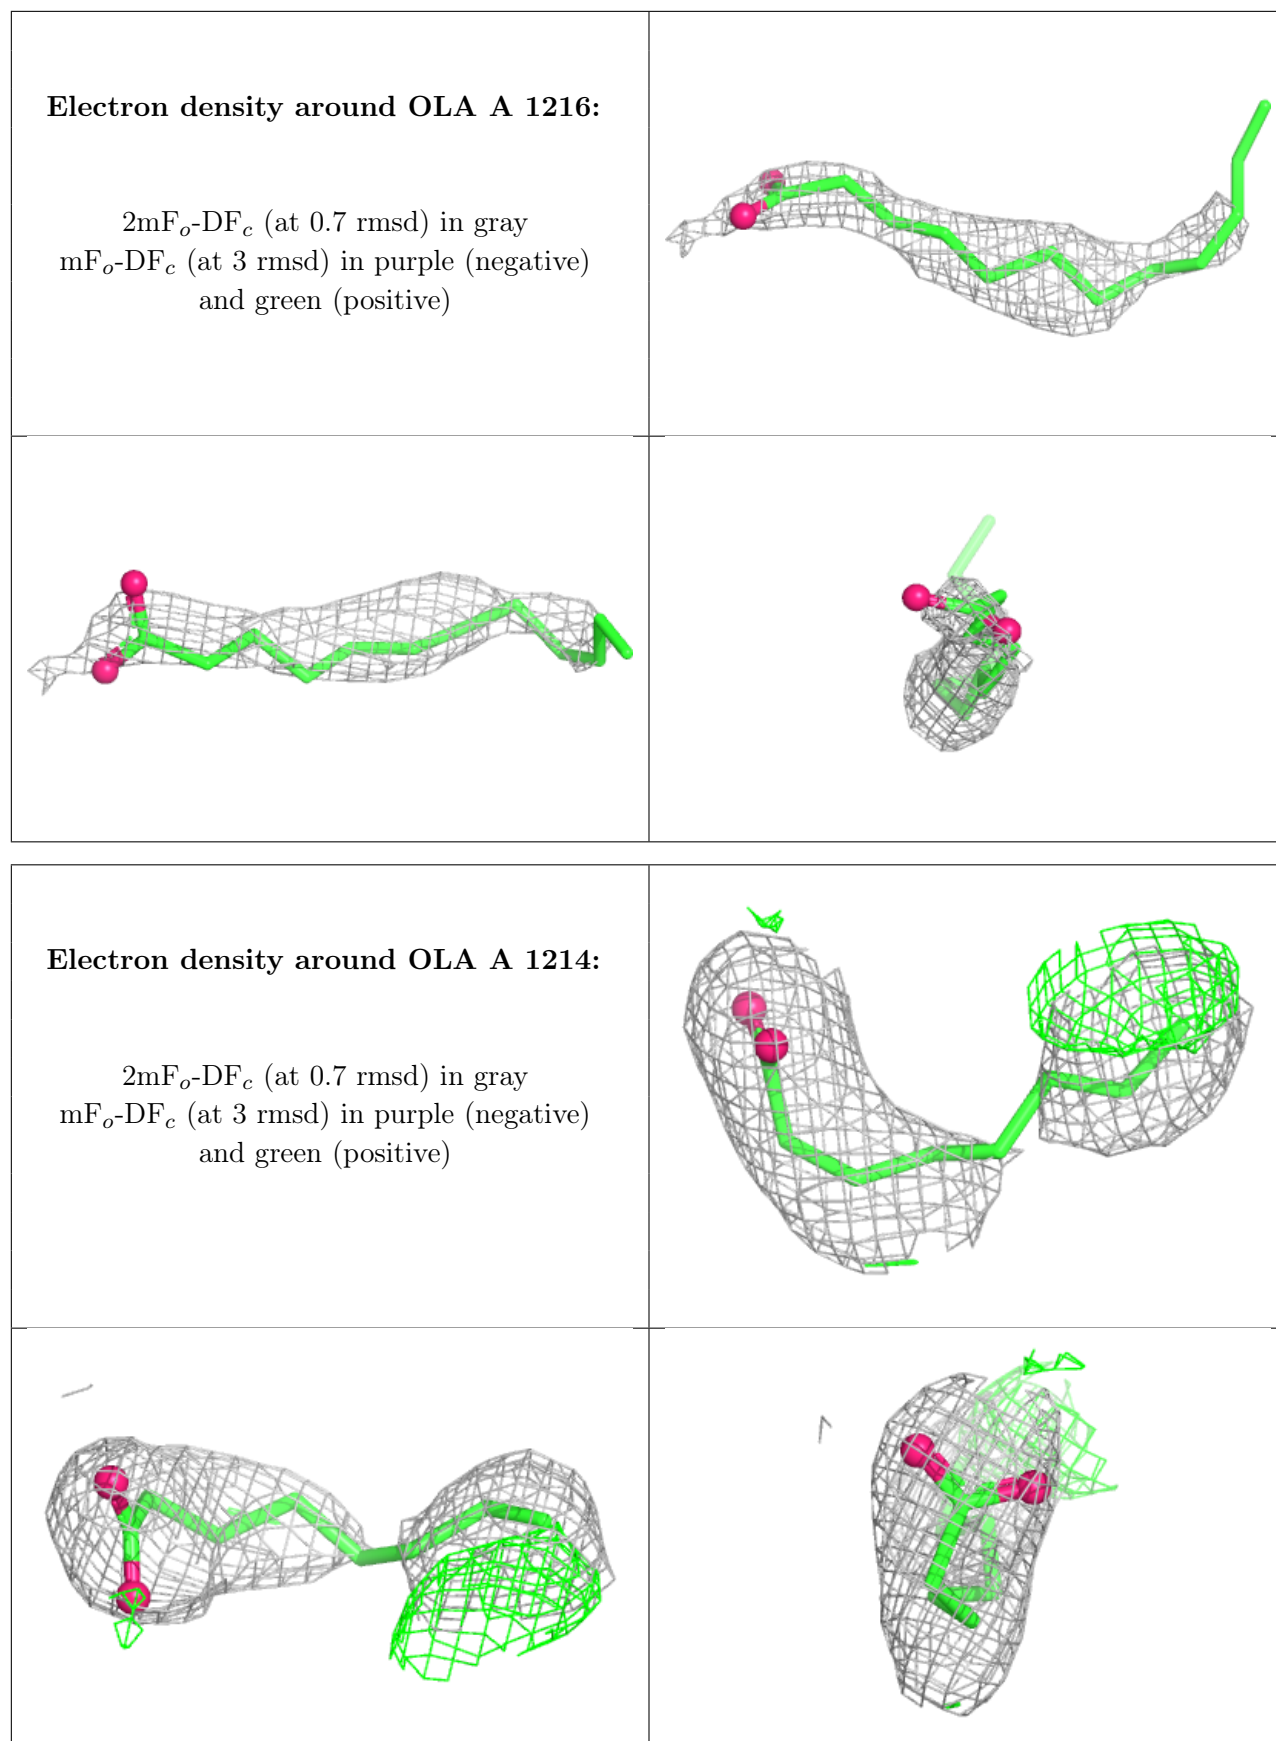 Electron density around OLA A 1216:
2mFo-DFc (at 0.7 rmsd) in gray
mFo-DFc (at 3 rmsd) in purple (negative)
and green (positive)
Electron density around OLA A 1214:
2mFo-DFc (at 0.7 rmsd) in gray
mFo-DFc (at 3 rmsd) in purple (negative)
and green (positive)